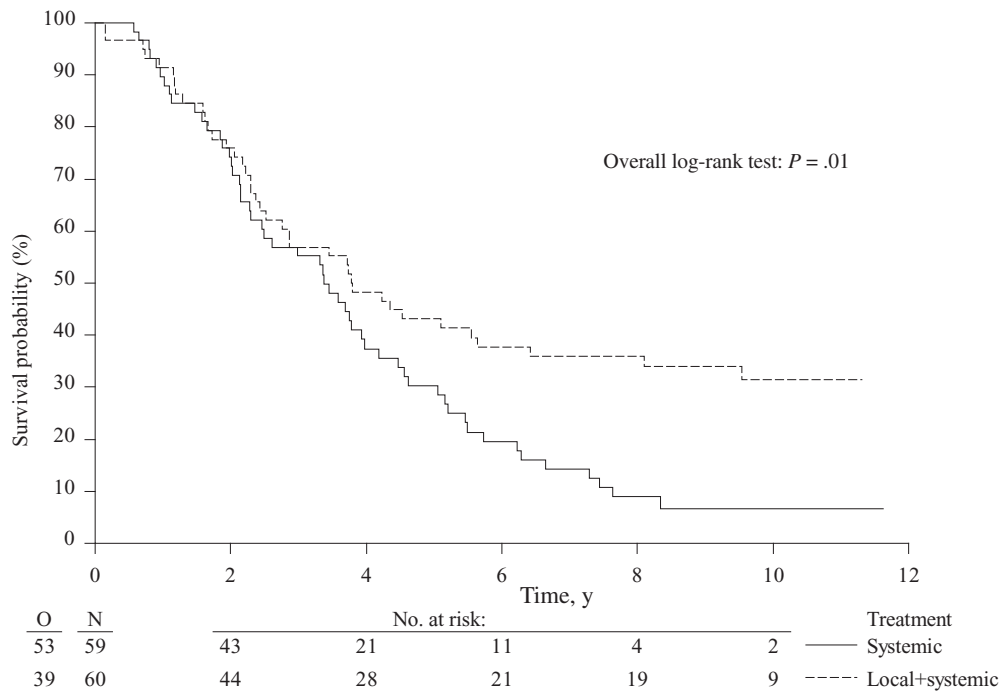 100
90
80
70
60
50
40
30
20
10
0
Survival probability (%)
Overall log-rank test: P = .01
0 2 4 6 8 10 12
Time, y
O N No. at risk: Treatment
53 59 43 21 11 4 2 Systemic
39 60 44 28 21 19 9 Local+systemic